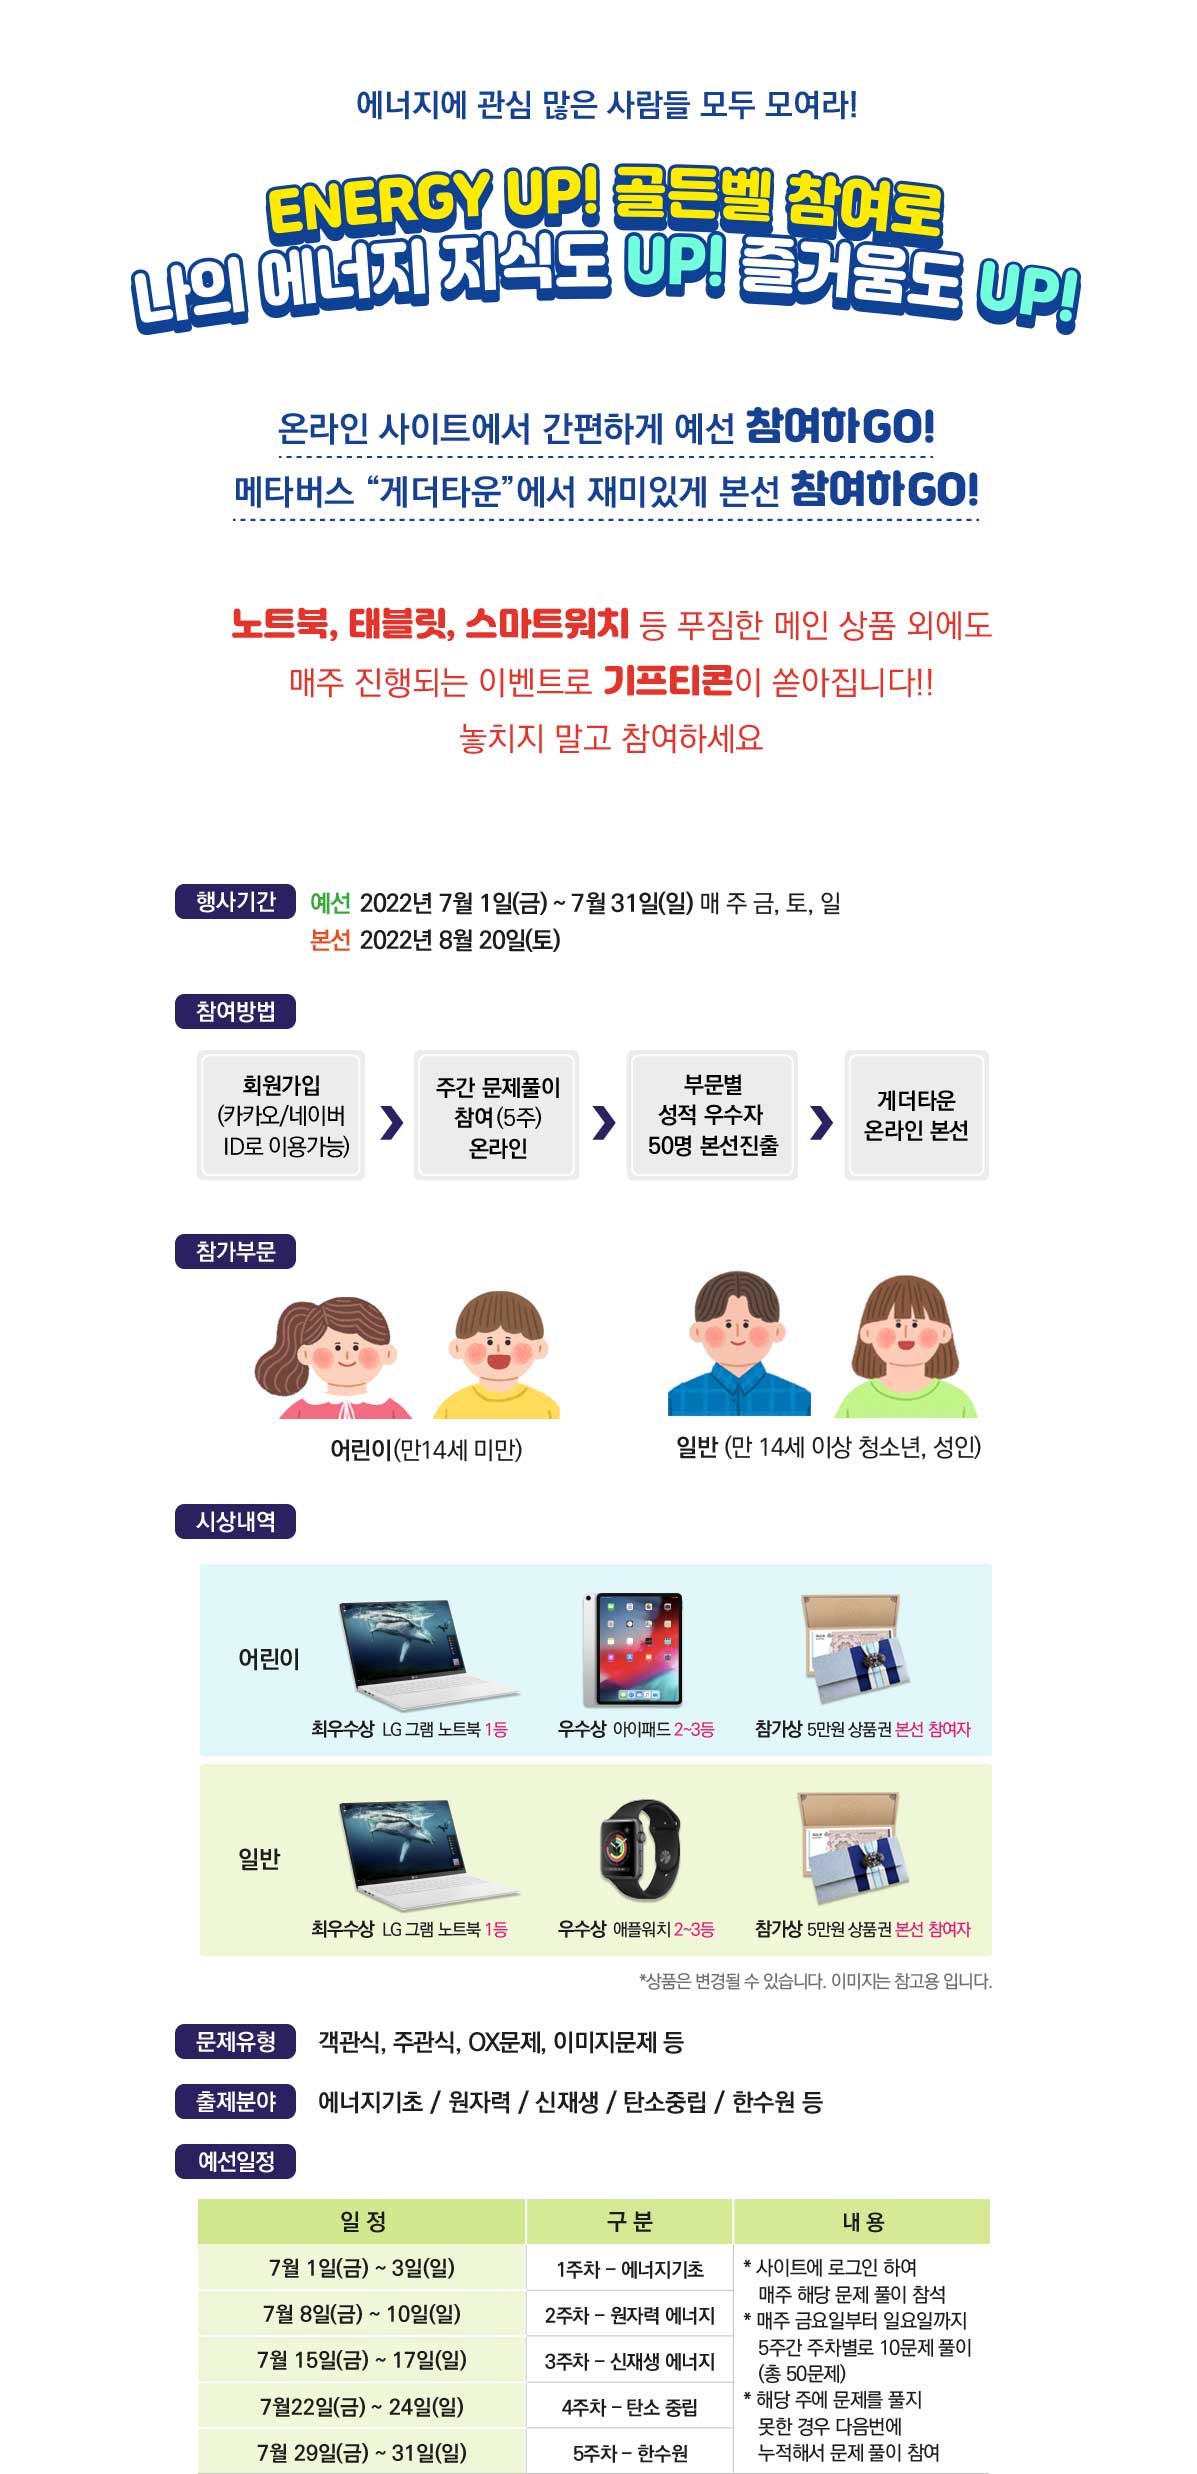 에너지에 관심 많은 사람들 모두 모여라!
ENERGY UP! 골든벨 참여로
나의 에너지 지식도 UP! 즐거움도 UP!
온라인 사이트에서 간편하게 예선 참여하GO!
메타버스 “게더타운”에서 재미있게 본선 참여하GO!
노트북, 태블릿, 스마트워치 등 푸짐한 메인 상품 외에도
매주 진행되는 이벤트로 기프티콘이 쏟아집니다!!
놓치지 말고 참여하세요
행사기간
예선 2022년 7월 1일(금) ~ 7월 31일(일) 매 주 금, 토, 일
본선 2022년 8월 20일(토)
참여방법
회원가입
(카카오/네이버
ID로 이용가능)
주간 문제풀이
참여(5주)
온라인
부문별
성적 우수자
50명 본선진출
게더타운
온라인 본선
참가부문
어린이(만14세 미만)
일반 (만 14세 이상 청소년, 성인)
시상내역
어린이
최우수상 LG 그램 노트북 1등
우수상 아이패드 2~3등
참가상 5만원 상품권 본선 참여자
일반
최우수상 LG 그램 노트북 1등
우수상 애플워치 2~3등
참가상 5만원 상품권 본선 참여자
*상품은 변경될 수 있습니다. 이미지는 참고용 입니다.
문제유형
객관식, 주관식, OX문제, 이미지문제 등
출제분야
에너지기초 / 원자력 / 신재생 / 탄소중립 / 한수원 등
예선일정
일 정
구 분
내 용
7월 1일(금) ~ 3일(일)
1주차 - 에너지기초
7월 8일(금) ~ 10일(일)
2주차 - 원자력 에너지
7월 15일(금) ~ 17일(일)
3주차 - 신재생 에너지
7월22일(금) ~ 24일(일)
4주차 - 탄소 중립
7월 29일(금) ~ 31일(일)
5주차 - 한수원
* 사이트에 로그인 하여
매주 해당 문제 풀이 참석
* 매주 금요일부터 일요일까지
5주간 주차별로 10문제 풀이
(총 50문제)
* 해당 주에 문제를 풀지
못한 경우 다음번에
누적해서 문제 풀이 참여